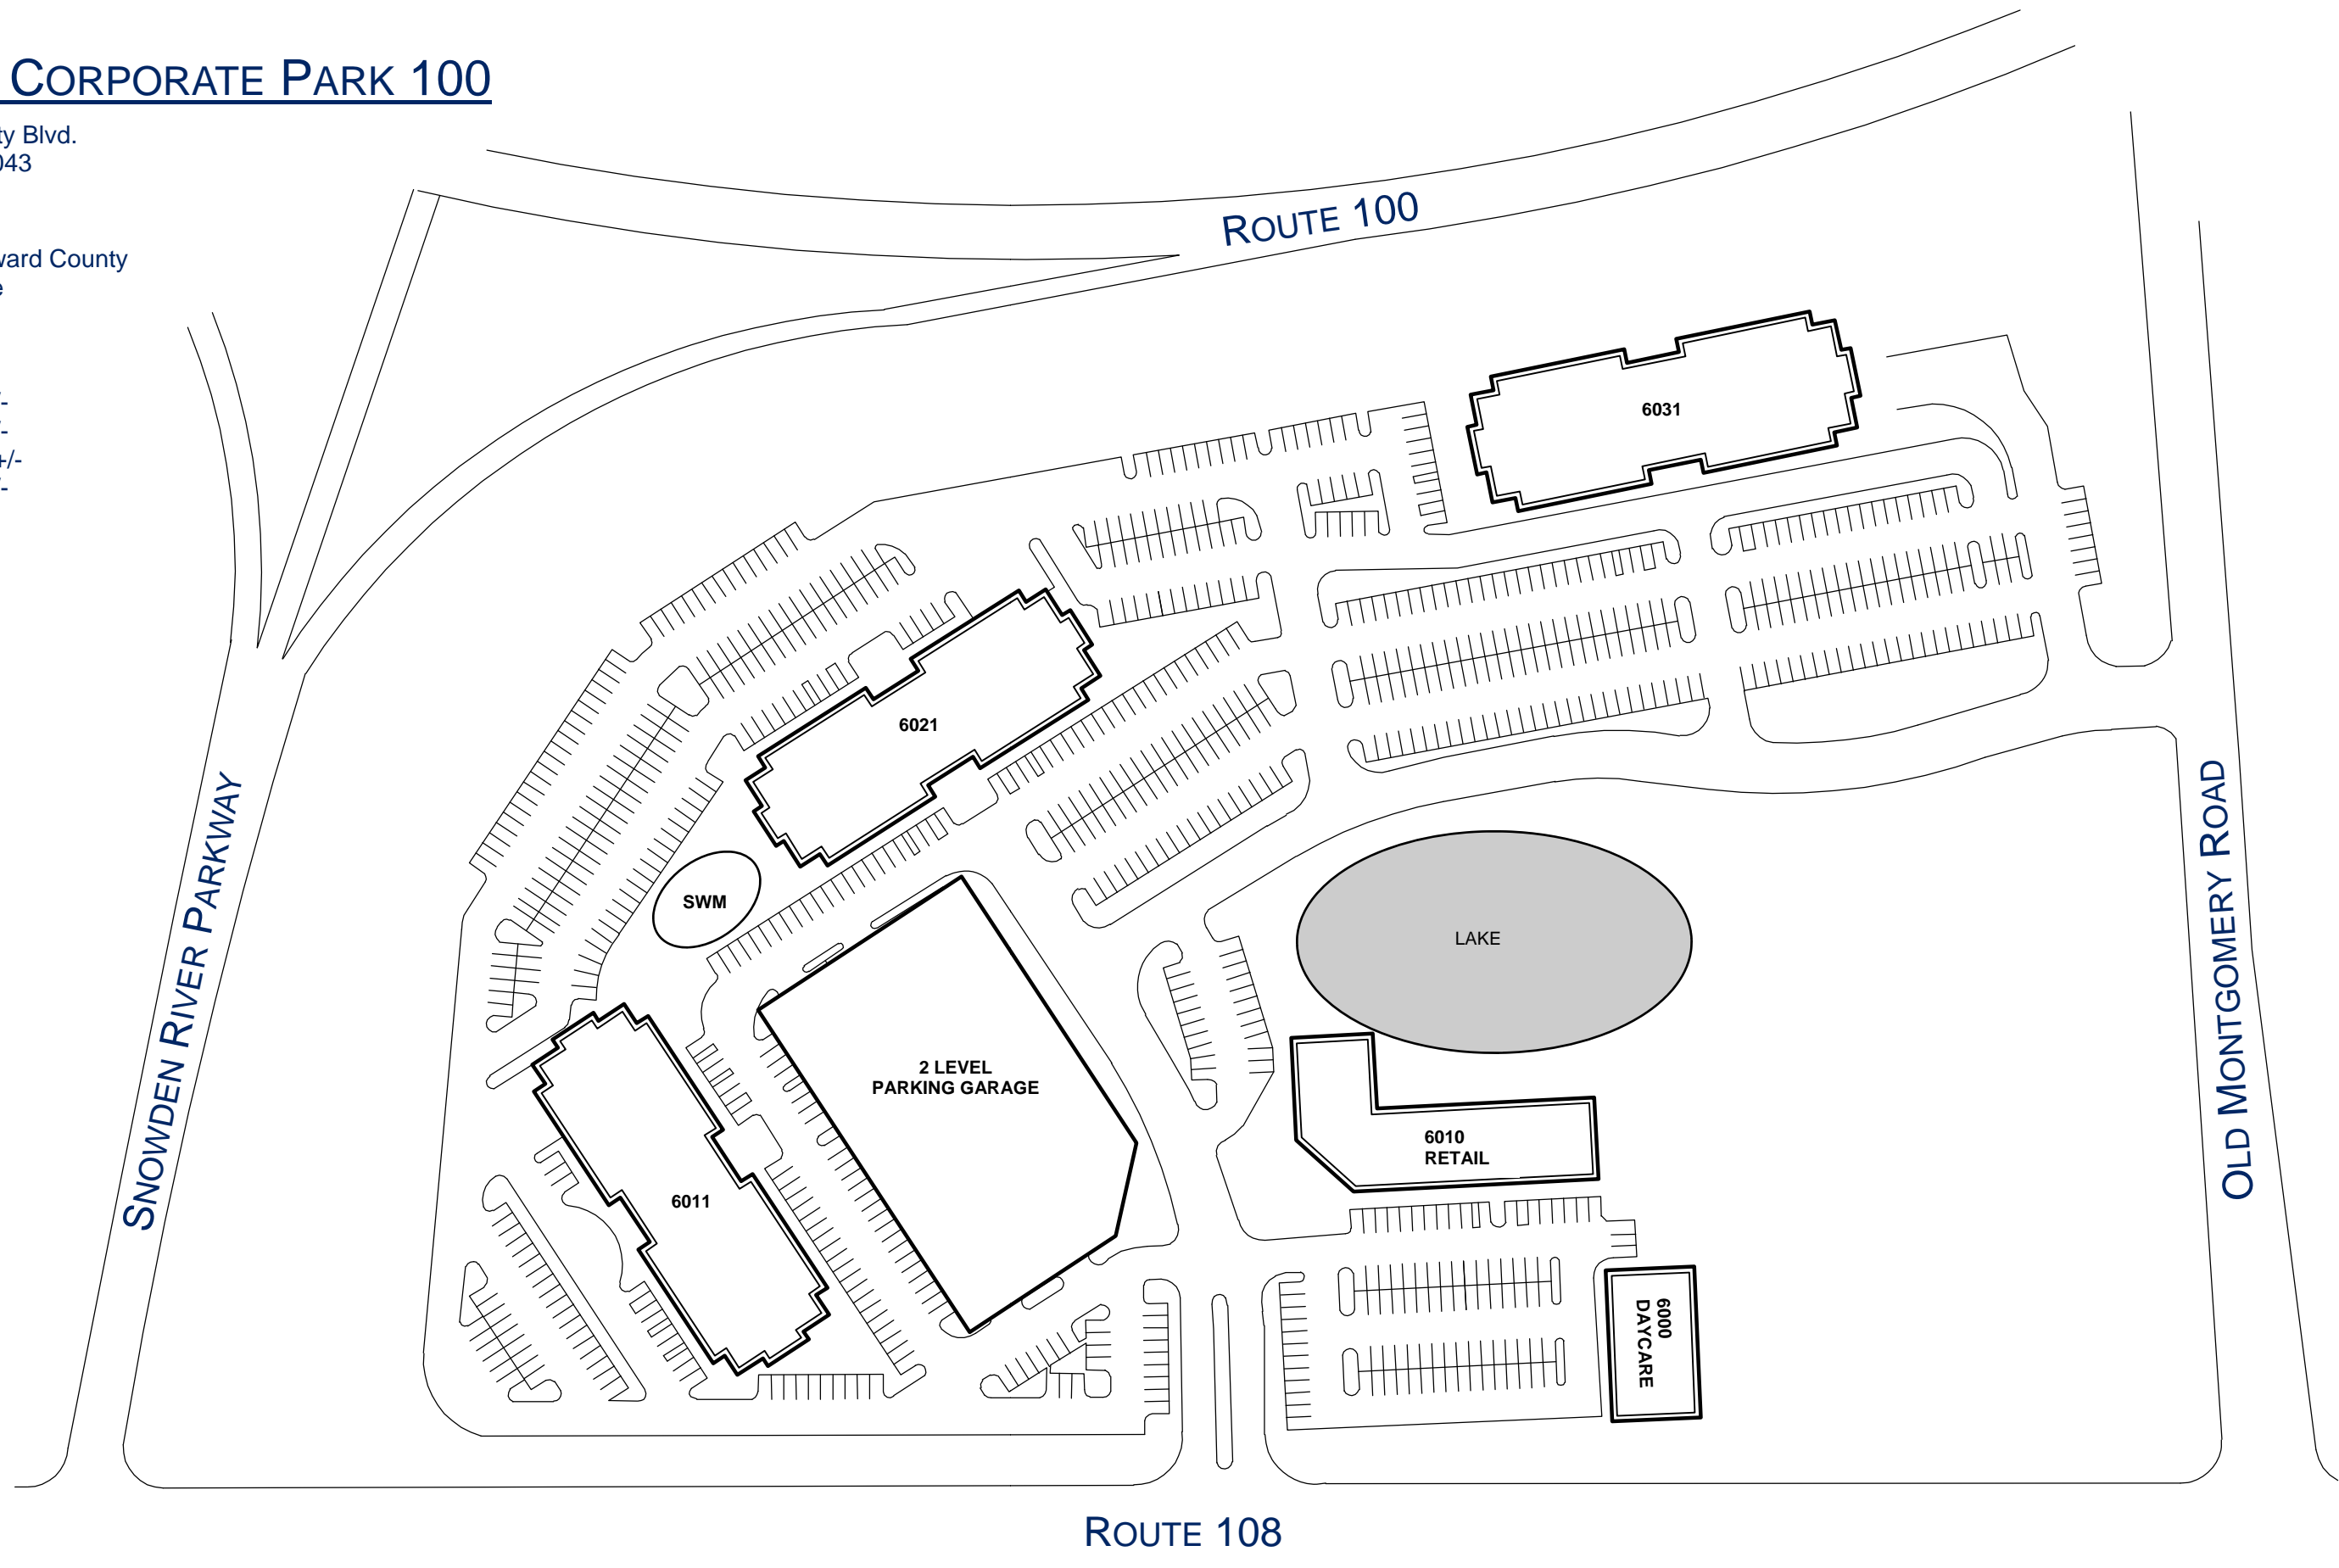 CORPORATE PARK 100
ty Blvd.
043
ward County
e
/-
/-
+/-
/-
ROUTE 100
6031
6021
SWM
SNOWDEN RIVER PARKWAY
OLD MONTGOMERY ROAD
LAKE
2 LEVEL
PARKING GARAGE
6010
RETAIL
6011
6000
DAYCARE
ROUTE 108